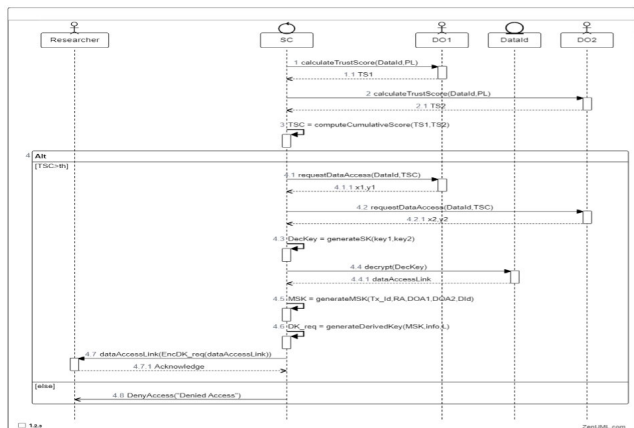 Researcher
SC
DO1
DataId
DO2
1 calculateTrustScore(DataId,PL)
1.1 TS1
2 calculateTrustScore(DataId,PL)
2.1 TS2
3 TSC = computeCumulativeScore(TS1,TS2)
4 Alt
[TSC>th]
4.1 requestDataAccess(DataId,TSC)
4.1.1 x1,y1
4.2 requestDataAccess(DataId,TSC)
4.2.1 x2,y2
4.3 DecKey = generateSK(key1,key2)
4.4 decrypt(DecKey)
4.4.1 dataAccessLink
4.5 MSK = generateMSK(Tx_Id,RA,DOA1,DOA2,DId)
4.6 DK_req = generateDerivedKey(MSK,info,L)
4.7 dataAccessLink(EncDK_req(dataAccessLink))
4.7.1 Acknowledge
[else]
4.8 DenyAccess("Denied Access")
ZenUML.com